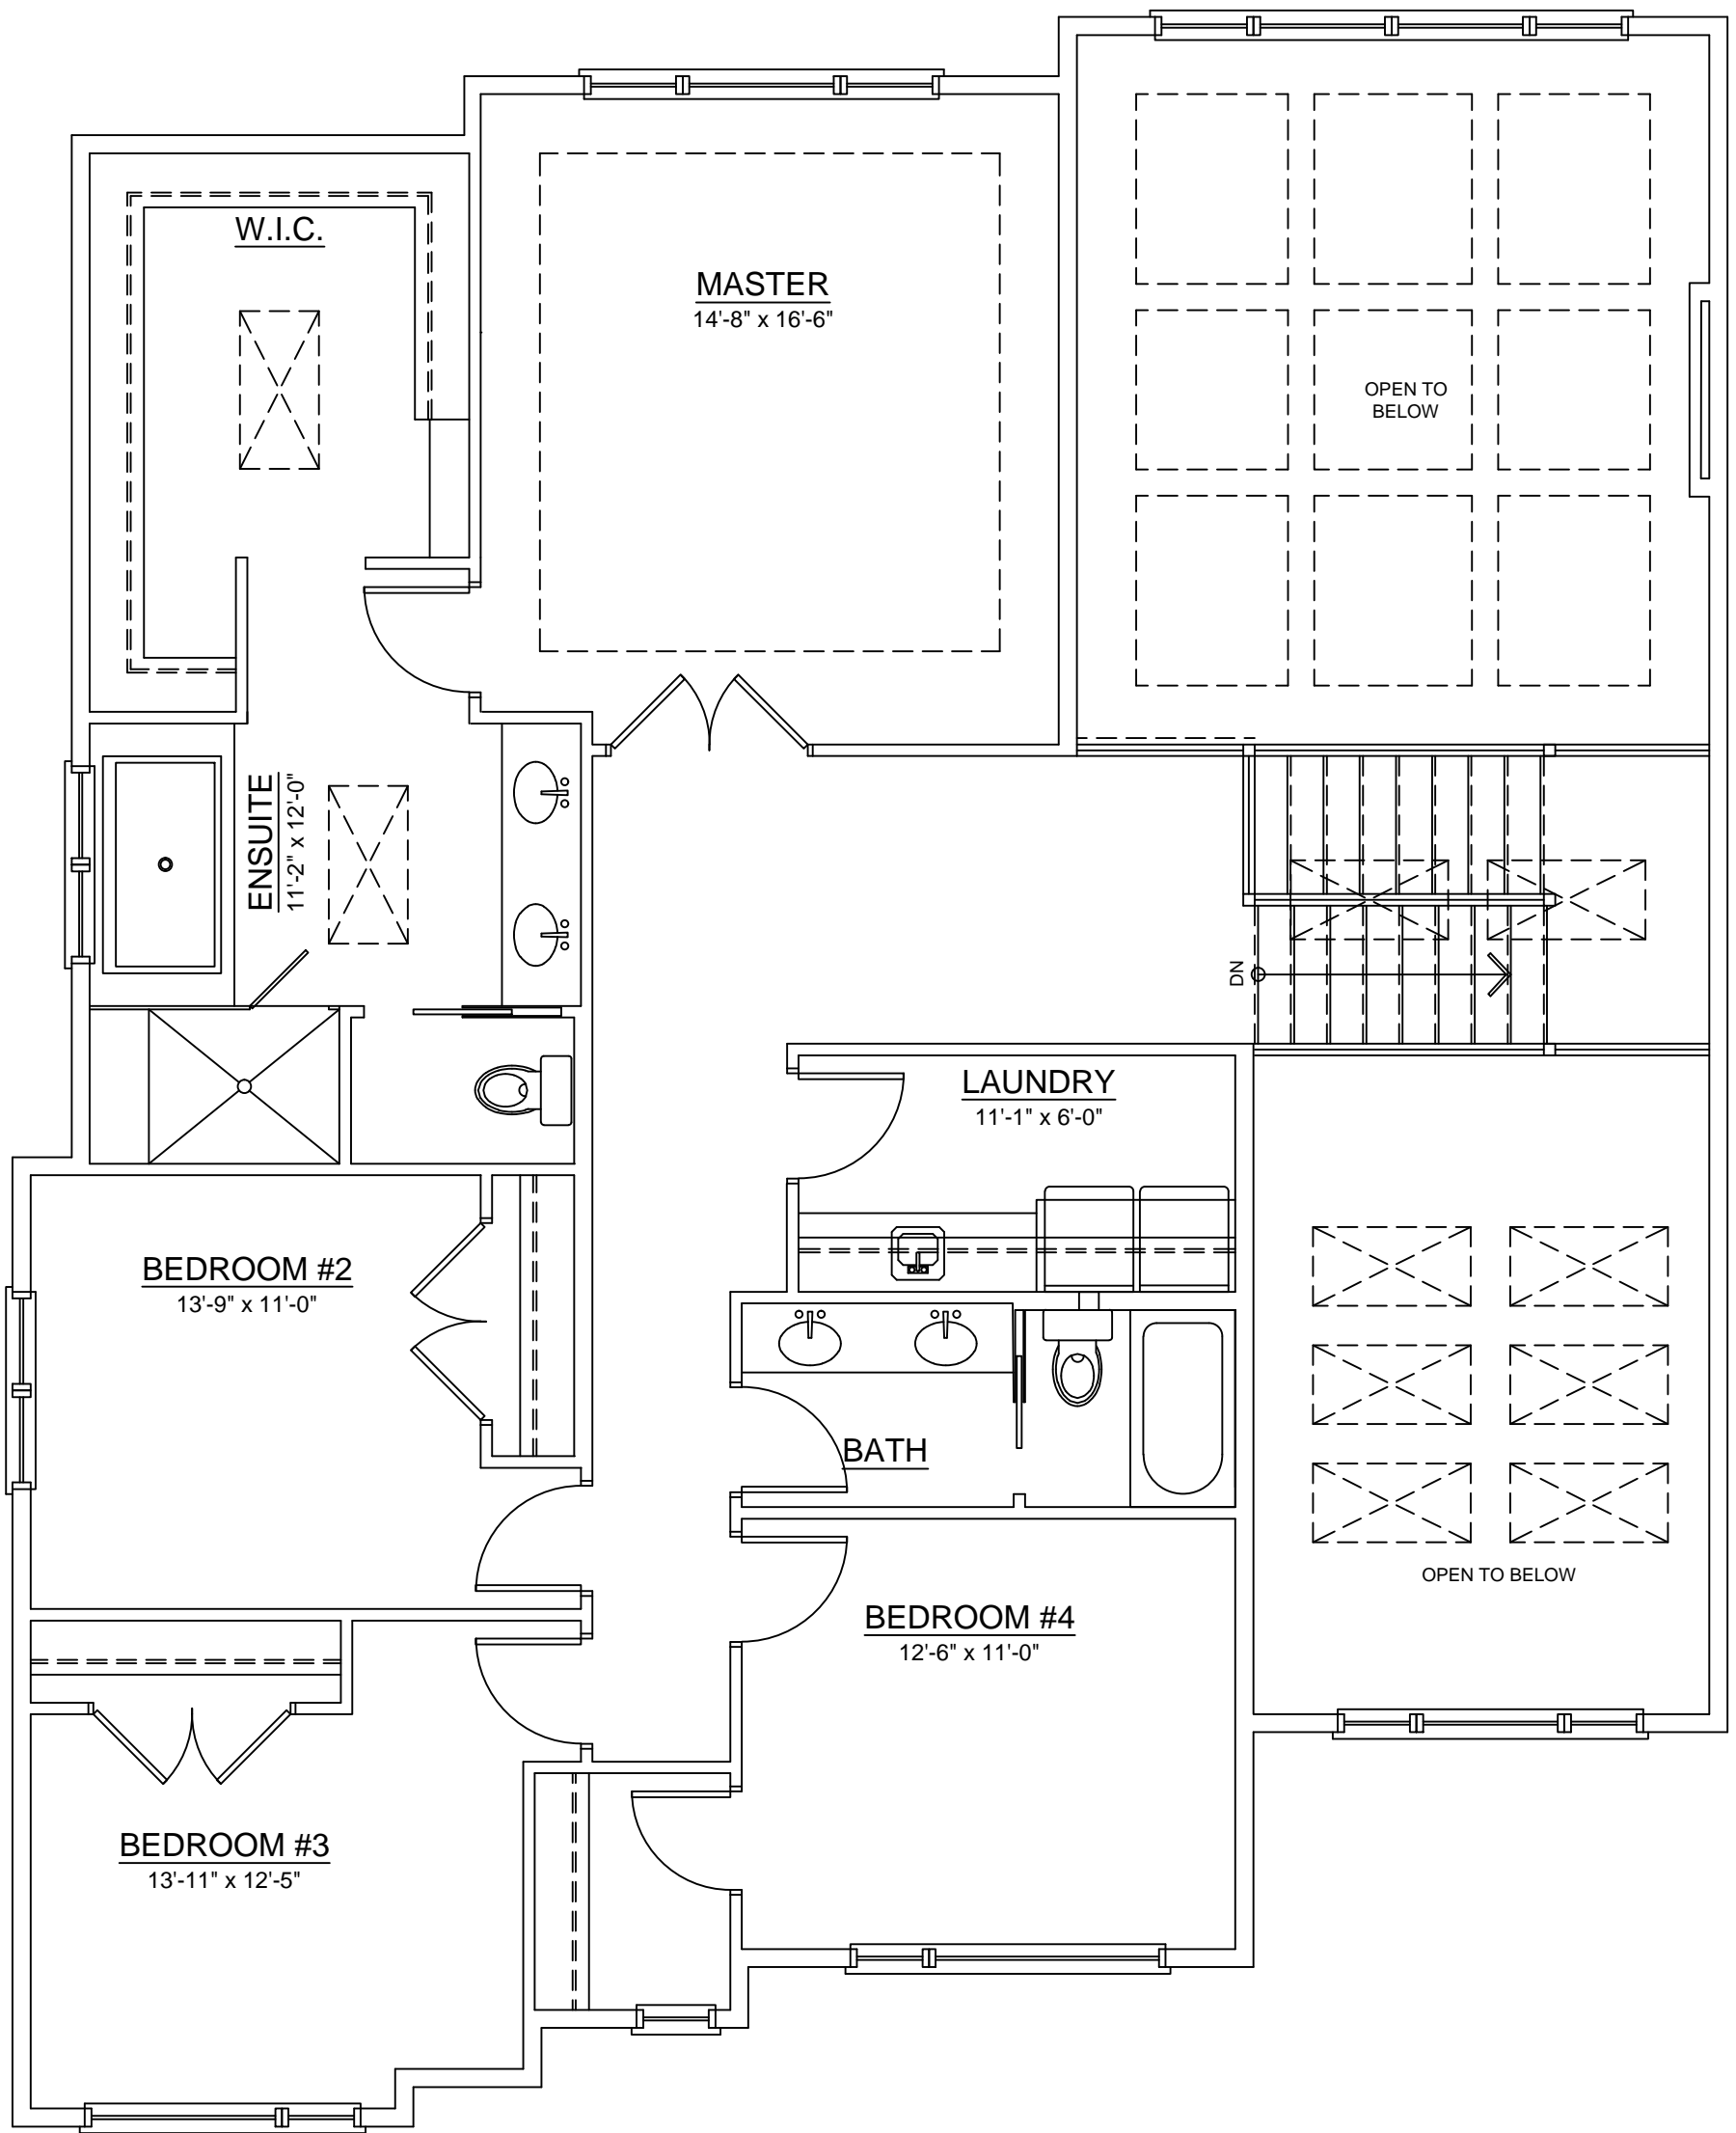 W.I.C.
MASTER
14'-8" x 16'-6"
OPEN TO
BELOW
ENSUITE
11'-2" x 12'-0"
DN
LAUNDRY
11'-1" x 6'-0"
BEDROOM #2
13'-9" x 11'-0"
BATH
OPEN TO BELOW
BEDROOM #4
12'-6" x 11'-0"
BEDROOM #3
13'-11" x 12'-5"